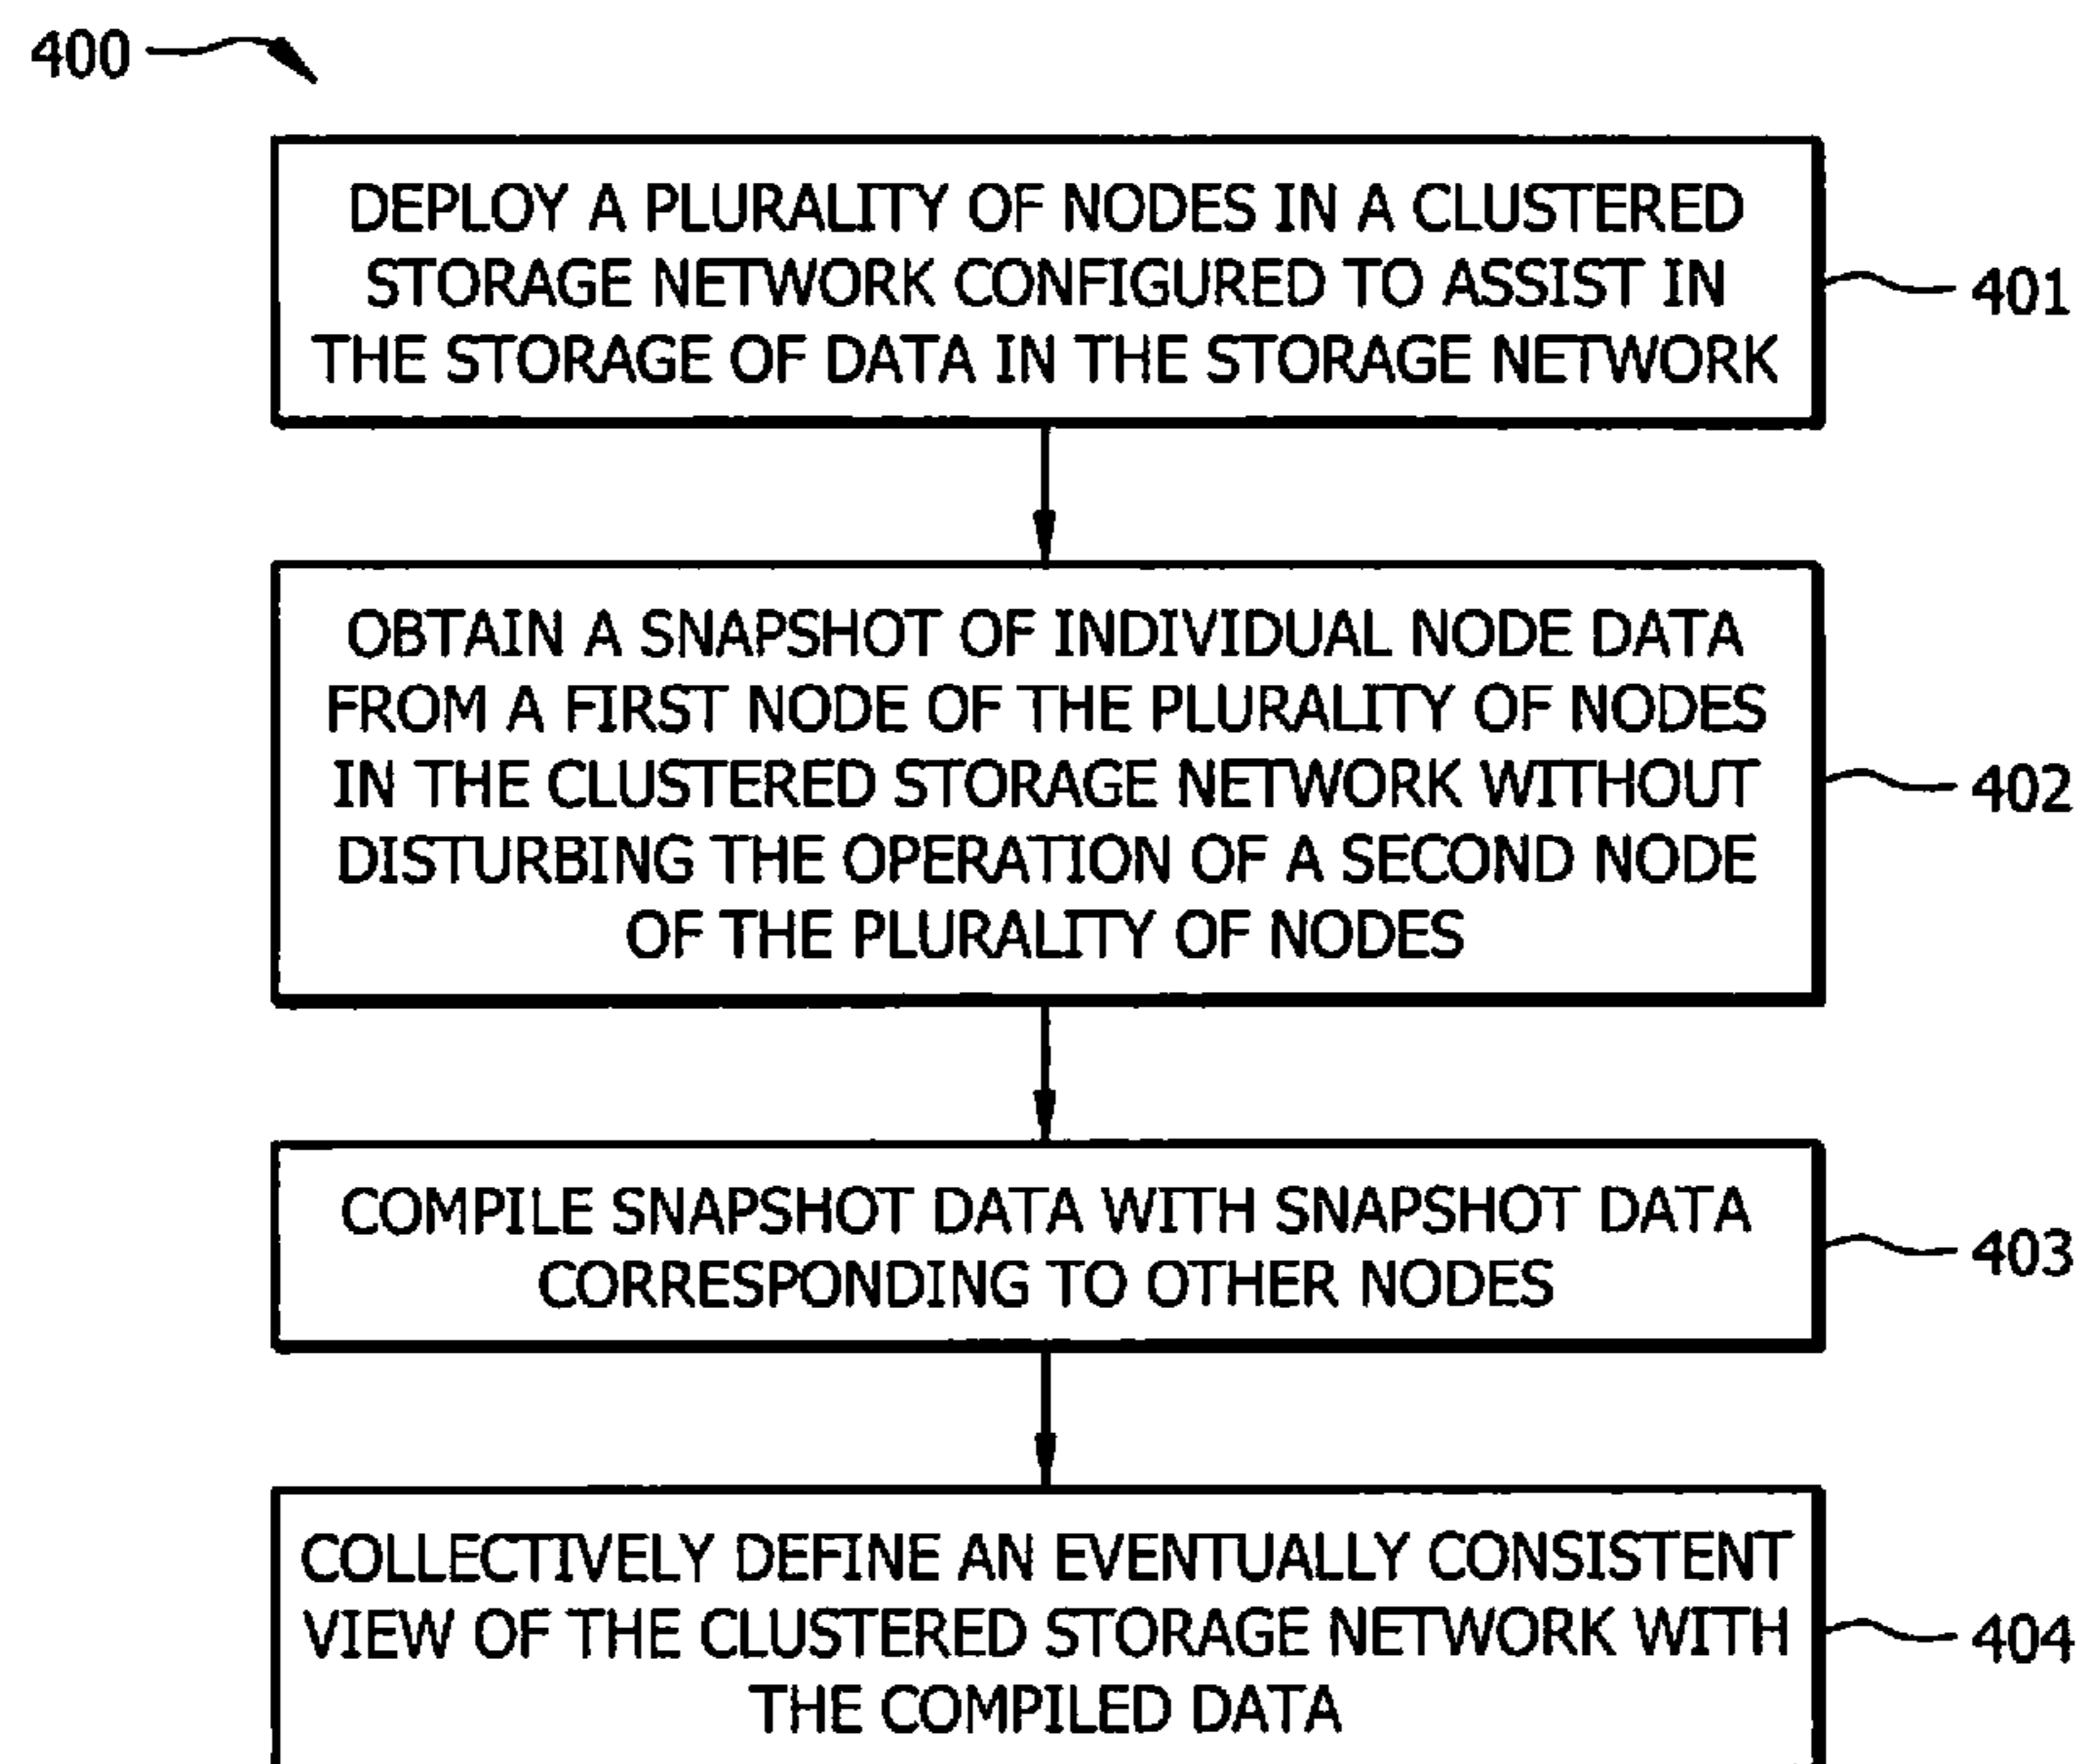 400
DEPLOY A PLURALITY OF NODES IN A CLUSTERED
STORAGE NETWORK CONFIGURED TO ASSIST IN
THE STORAGE OF DATA IN THE STORAGE NETWORK
401
OBTAIN A SNAPSHOT OF INDIVIDUAL NODE DATA
FROM A FIRST NODE OF THE PLURALITY OF NODES
IN THE CLUSTERED STORAGE NETWORK WITHOUT
DISTURBING THE OPERATION OF A SECOND NODE
OF THE PLURALITY OF NODES
402
COMPILE SNAPSHOT DATA WITH SNAPSHOT DATA
CORRESPONDING TO OTHER NODES
403
COLLECTIVELY DEFINE AN EVENTUALLY CONSISTENT
VIEW OF THE CLUSTERED STORAGE NETWORK WITH
THE COMPILED DATA
404